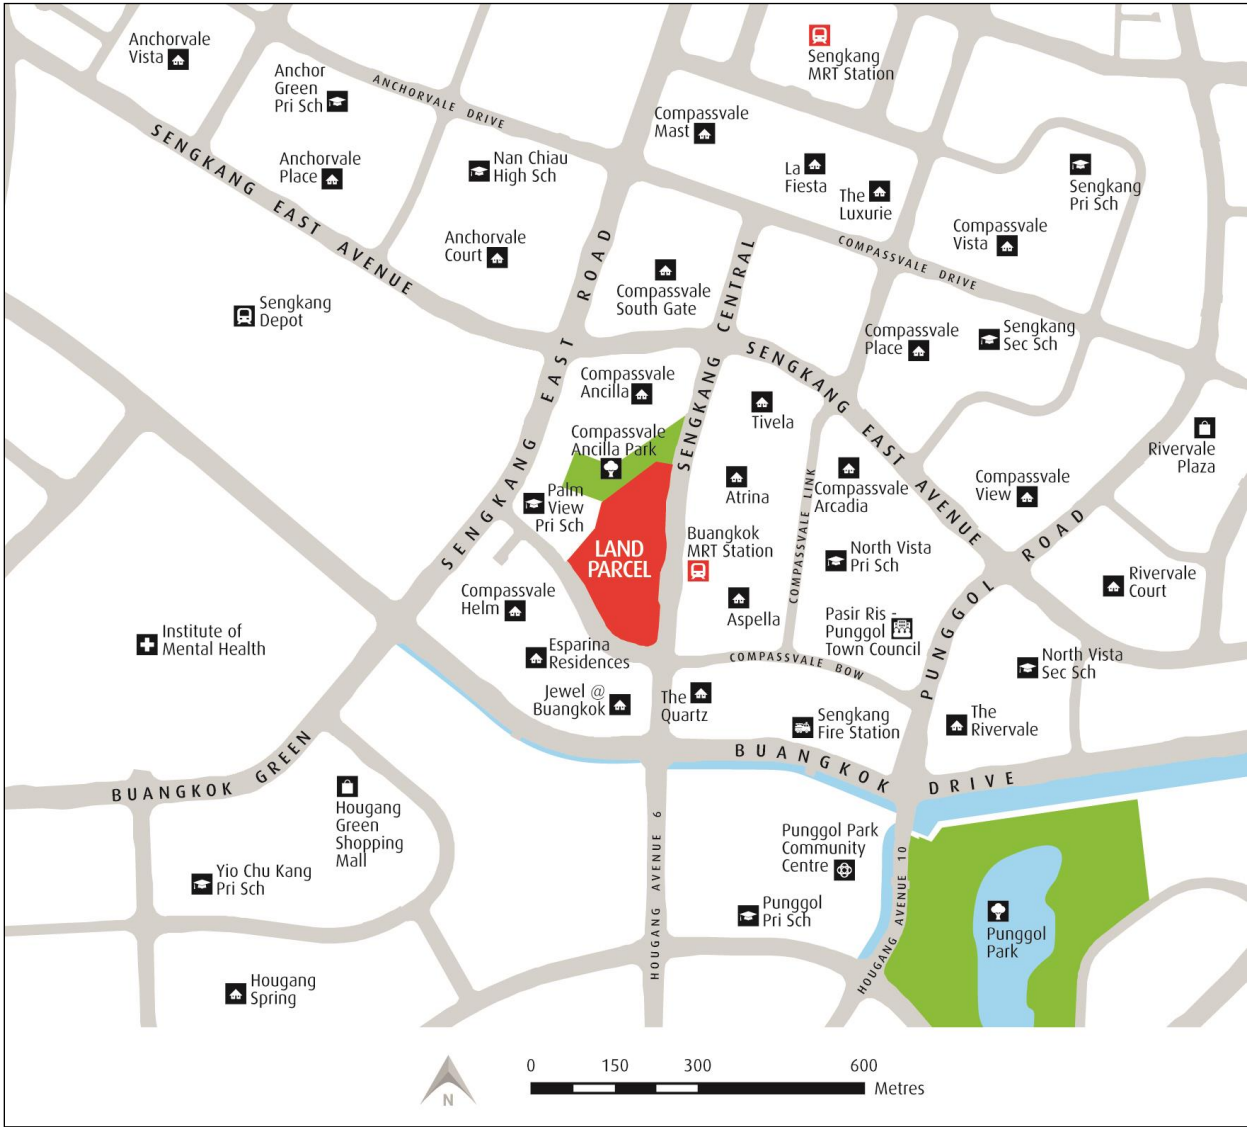 Anchorvale
Vista
Anchor
Green
Pri Sch
ANCHORVALE DRIVE
Sengkang
MRT Station
Compassvale
Mast
SENGKANG EAST AVENUE
Anchorvale
Place
Nan Chiau
High Sch
La
Fiesta
The
Luxurie
Sengkang
Pri Sch
Anchorvale
Court
SENGKANG EAST ROAD
Compassvale
South Gate
SENGKANG CENTRAL
COMPASSVALE DRIVE
Compassvale
Vista
Sengkang
Depot
Compassvale
Place
Sengkang
Sec Sch
Compassvale
Ancilla
SENGKANG EAST AVENUE
Tivela
Compassvale
Ancilla Park
Rivervale
Plaza
Palm
View
Pri Sch
Atrina
COMPASSVALE LINK
Compassvale
Arcadia
Compassvale
View
LAND
PARCEL
Buangkok
MRT Station
North Vista
Pri Sch
PUNGGOL ROAD
Compassvale
Helm
Aspella
Rivervale
Court
Institute of
Mental Health
Esparina
Residences
COMPASSVALE BOW
Pasir Ris -
Punggol
Town Council
North Vista
Sec Sch
Jewel @
Buangkok
The
Quartz
Sengkang
Fire Station
The
Rivervale
BUANGKOK GREEN
BUANGKOK DRIVE
Hougang
Green
Shopping
Mall
HOUGANG AVENUE 6
Punggol Park
Community
Centre
HOUGANG AVENUE 10
Yio Chu Kang
Pri Sch
Punggol
Pri Sch
Punggol
Park
Hougang
Spring
N
0 150 300 600
Metres